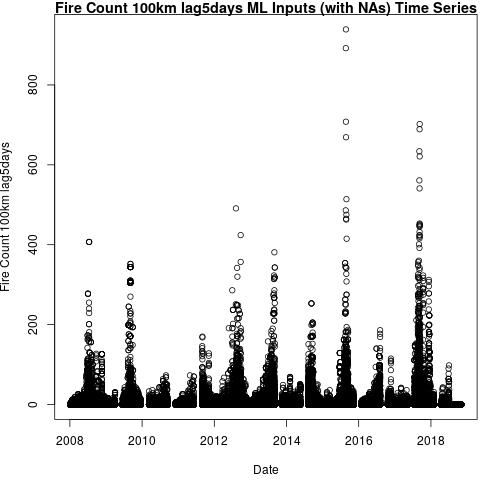 Fire Count 100km lag5days ML Inputs (with NAs) Time Series
Fire Count 100km lag5days
800
600
400
200
0
2008 2010 2012 2014 2016 2018
Date